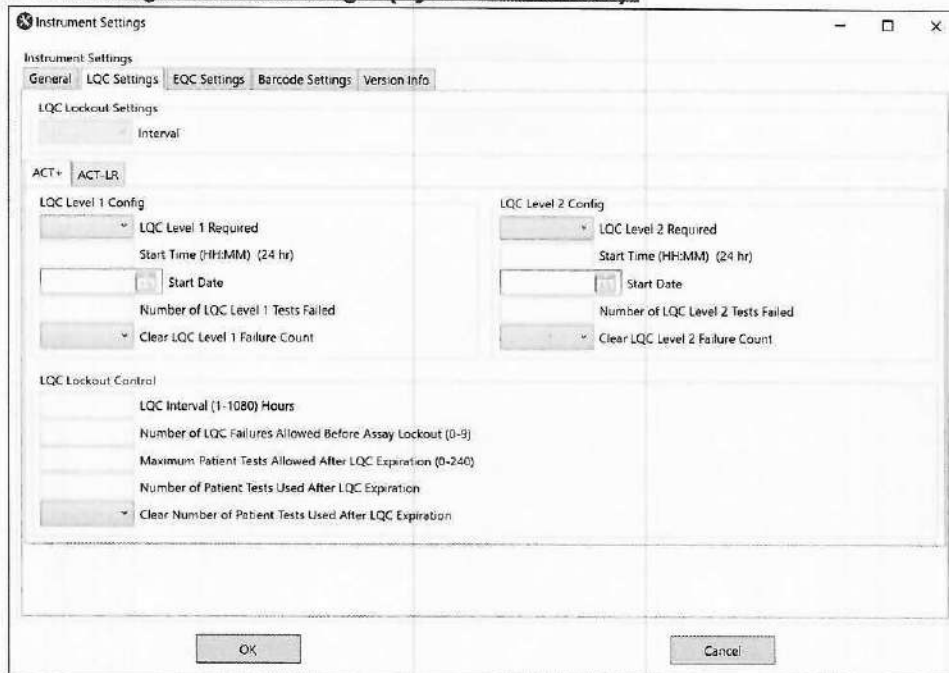 Instrument Settings
Instrument Settings
General LQC Settings EQC Settings Barcode Settings Version Info
LQC Lockout Settings
Interval
ACT+ ACT-LR
LQC Level 1 Config
LQC Level 1 Required
Start Time (HH:MM) (24 hr)
Start Date
Number of LQC Level 1 Tests Failed
Clear LQC Level 1 Failure Count
LQC Level 2 Config
LQC Level 2 Required
Start Time (HH:MM) (24 hr)
Start Date
Number of LQC Level 2 Tests Failed
Clear LQC Level 2 Failure Count
LQC Lockout Control
LQC Interval (1-1080) Hours
Number of LQC Failures Allowed Before Assay Lockout (0-9)
Maximum Patient Tests Allowed After LQC Expiration (0-240)
Number of Patient Tests Used After LQC Expiration
Clear Number of Patient Tests Used After LQC Expiration
OK Cancel